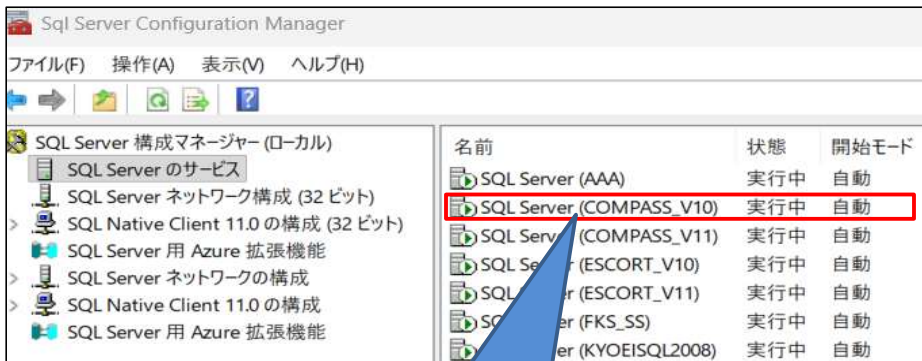 Sql Server Configuration Manager
ファイル(F) 操作(A) 表示(V) ヘルプ(H)
SQL Server 構成マネージャー (ローカル)
SQL Server のサービス
SQL Server ネットワーク構成 (32 ビット)
SQL Native Client 11.0 の構成 (32 ビット)
SQL Server 用 Azure 拡張機能
SQL Server ネットワークの構成
SQL Native Client 11.0 の構成
SQL Server 用 Azure 拡張機能
名前 状態 開始モード
SQL Server (AAA) 実行中 自動
SQL Server (COMPASS_V10) 実行中 自動
SQL Serv r (COMPASS_V11) 実行中 自動
SQL Se er (ESCORT_V10) 実行中 自動
SQL er (ESCORT_V11) 実行中 自動
er (FKS_SS) 実行中 自動
er (KYOEISQL2008) 実行中 自動